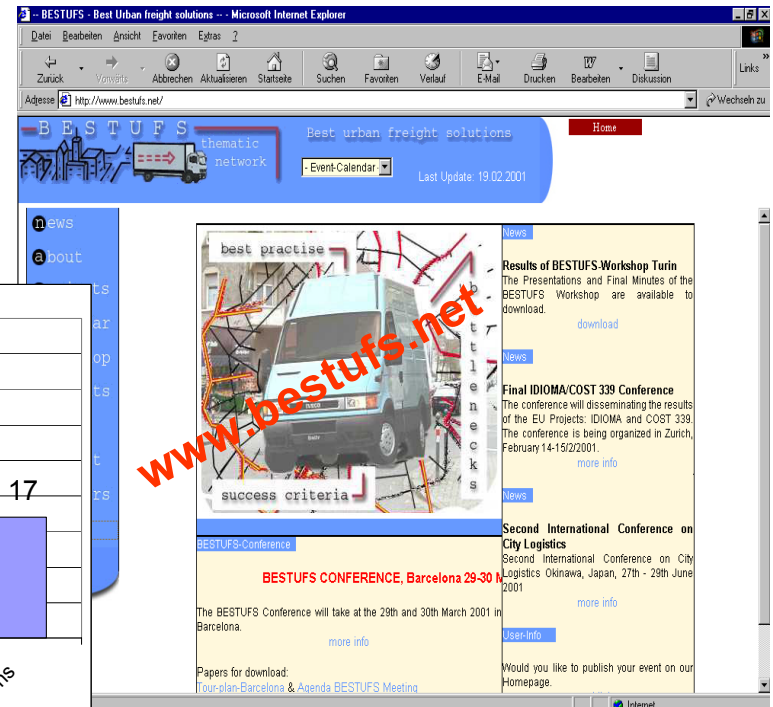 -- BESTUFS - Best Urban freight solutions -- - Microsoft Internet Explorer
Datei Bearbeiten Ansicht Favoriten Extras ?
Zurück Vorwärts Abbrechen Aktualisieren Startseite Suchen Favoriten Verlauf E-Mail Drucken Bearbeiten Diskussion Links »
Adresse http://www.bestufs.net/ Wechseln zu
B E S T U F S
thematic
network
Best urban freight solutions
- Event-Calendar -
Last Update: 19.02.2001
Home
news
about
ts
ar
op
ts
t
rs
17
ns
best practise
bottlenecks
success criteria
www.bestufs.net
BESTUFS-Conference
BESTUFS CONFERENCE, Barcelona 29-30 M
The BESTUFS Conference will take at the 29th and 30th March 2001 in
Barcelona.
more info
Papers for download:
Tour-plan-Barcelona & Agenda BESTUFS Meeting
News
Results of BESTUFS-Workshop Turin
The Presentations and Final Minutes of the
BESTUFS Workshop are available to
download.
download
News
Final IDIOMA/COST 339 Conference
The conference will disseminating the results
of the EU Projects: IDIOMA and COST 339.
The conference is being organized in Zurich,
February 14-15/2/2001.
more info
News
Second International Conference on
City Logistics
Second International Conference on City
Logistics Okinawa, Japan, 27th - 29th June
2001
more info
User-Info
Would you like to publish your event on our
Homepage.
Internet